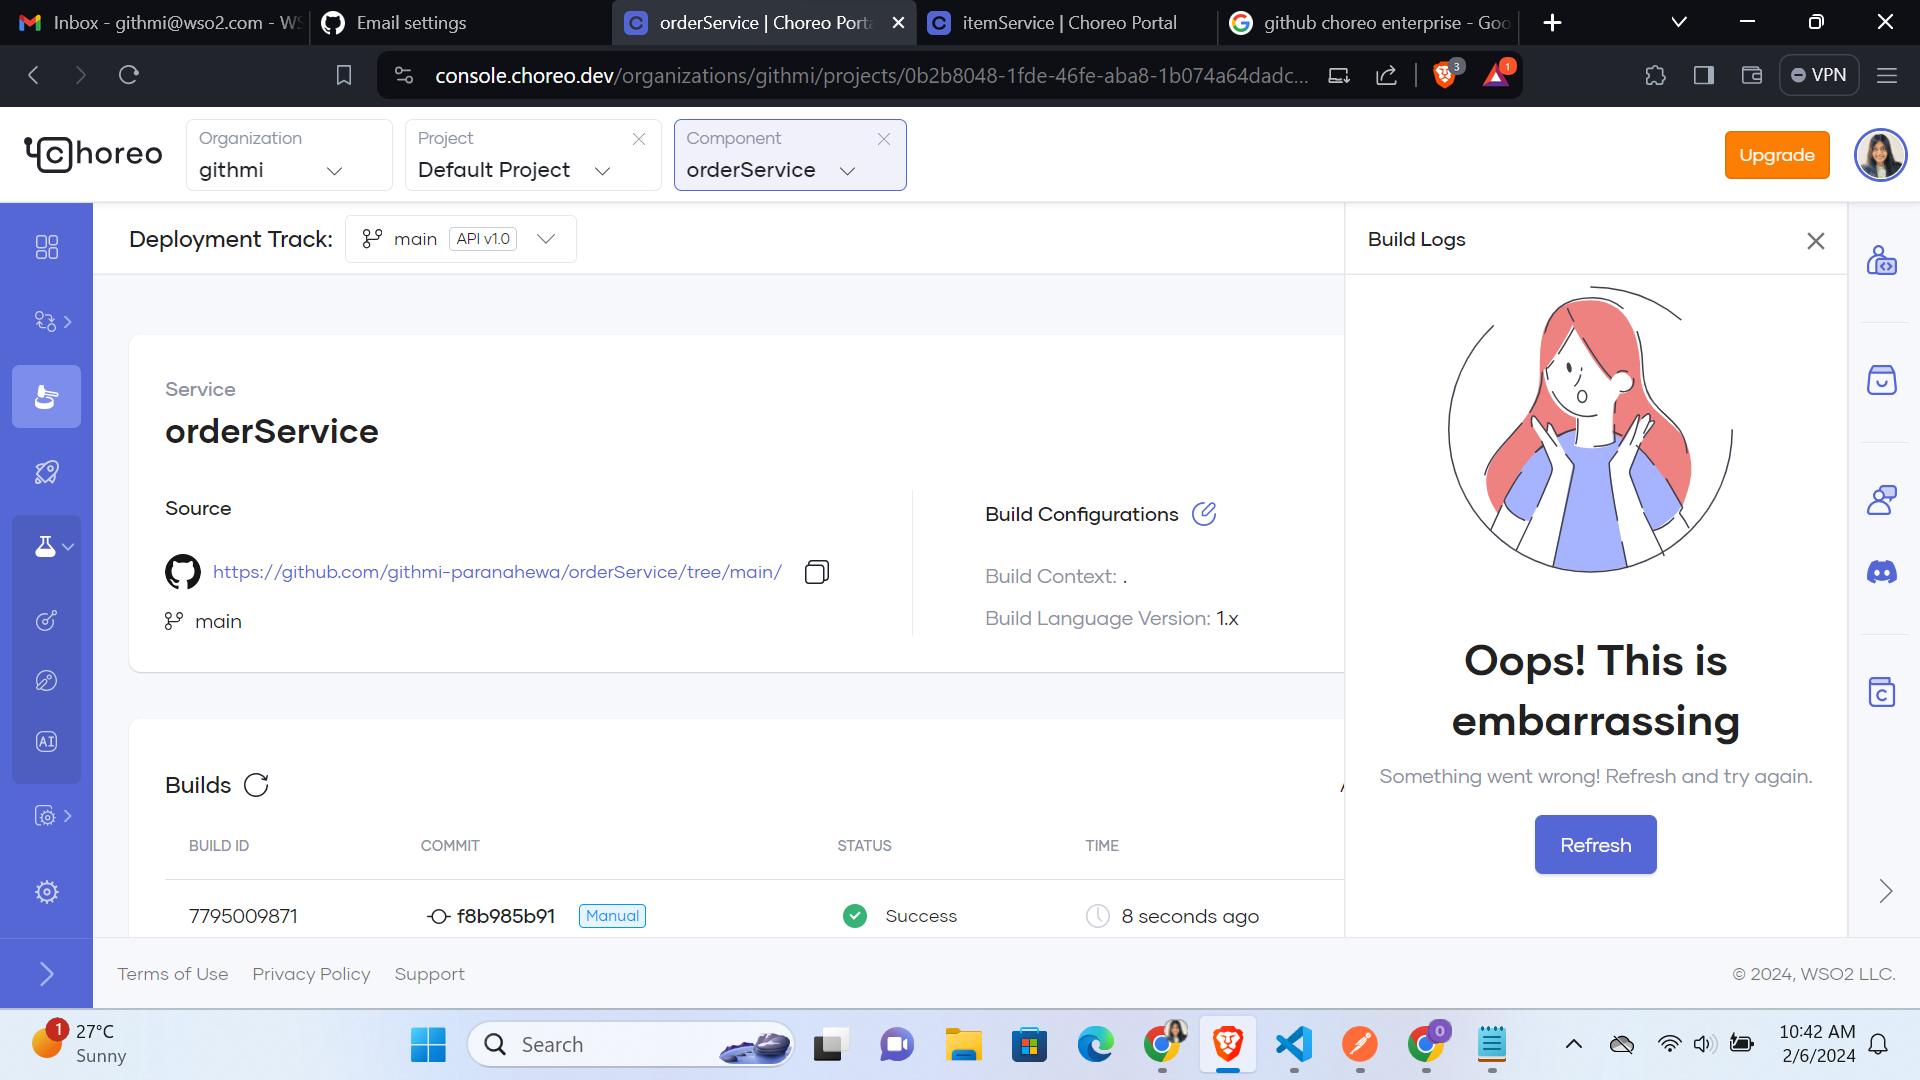 Inbox - githmi@wso2.com - WS
Email settings
orderService | Choreo Porta
itemService | Choreo Portal
github choreo enterprise - Goo
console.choreo.dev/organizations/githmi/projects/0b2b8048-1fde-46fe-aba8-1b074a64dadc...
3
1
VPN
choreo
Organization
githmi
Project
Default Project
Component
orderService
Upgrade
Deployment Track:
main
API v1.0
Build Logs
Service
orderService
Source
https://github.com/githmi-paranahewa/orderService/tree/main/
main
Build Configurations
Build Context: .
Build Language Version: 1.x
Oops! This is
embarrassing
Something went wrong! Refresh and try again.
Refresh
Builds
BUILD ID
COMMIT
STATUS
TIME
7795009871
f8b985b91
Manual
Success
8 seconds ago
AI
Terms of Use
Privacy Policy
Support
© 2024, WSO2 LLC.
1
27°C
Sunny
Search
0
10:42 AM
2/6/2024